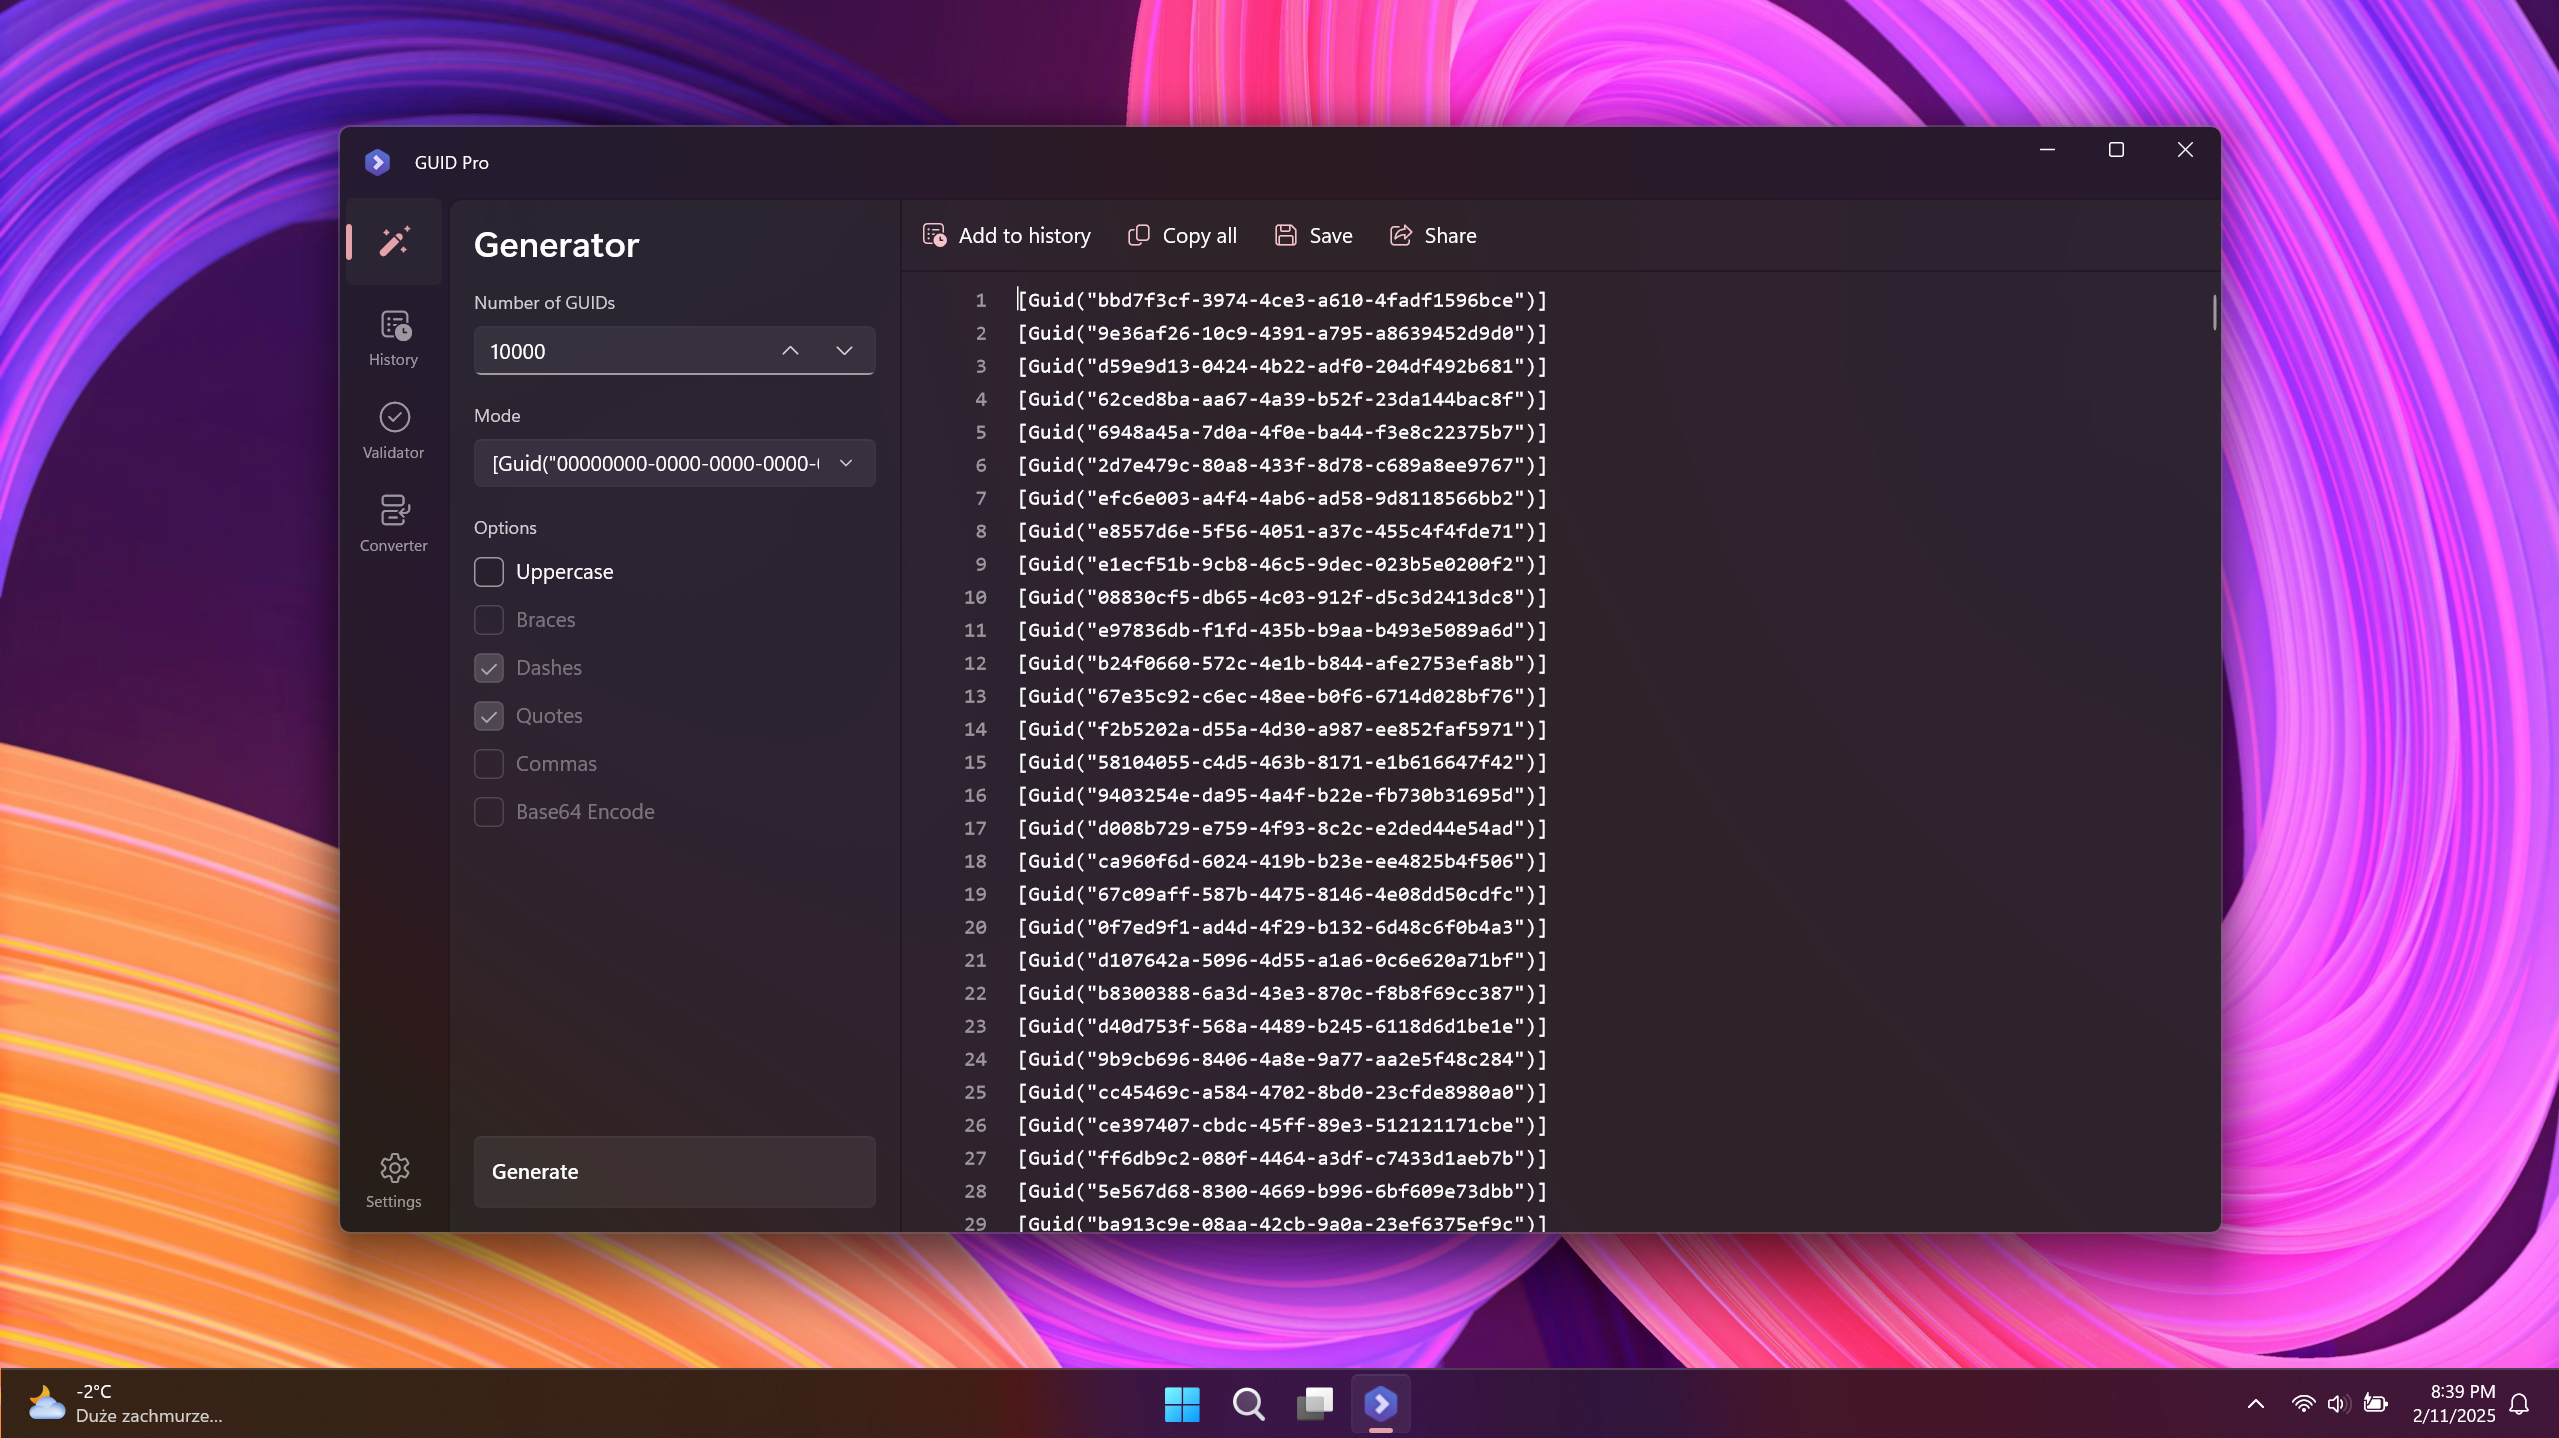 GUID Pro
History
Validator
Converter
Settings
Generator
Number of GUIDs
10000
Mode
[Guid("00000000-0000-0000-0000-
Options
Uppercase
Braces
Dashes
Quotes
Commas
Base64 Encode
Generate
Add to history Copy all Save Share
1 [Guid("bbd7f3cf-3974-4ce3-a610-4fadf1596bce")]
2 [Guid("9e36af26-10c9-4391-a795-a8639452d9d0")]
3 [Guid("d59e9d13-0424-4b22-adf0-204df492b681")]
4 [Guid("62ced8ba-aa67-4a39-b52f-23da144bac8f")]
5 [Guid("6948a45a-7d0a-4f0e-ba44-f3e8c22375b7")]
6 [Guid("2d7e479c-80a8-433f-8d78-c689a8ee9767")]
7 [Guid("efc6e003-a4f4-4ab6-ad58-9d8118566bb2")]
8 [Guid("e8557d6e-5f56-4051-a37c-455c4f4fde71")]
9 [Guid("e1ecf51b-9cb8-46c5-9dec-023b5e0200f2")]
10 [Guid("08830cf5-db65-4c03-912f-d5c3d2413dc8")]
11 [Guid("e97836db-f1fd-435b-b9aa-b493e5089a6d")]
12 [Guid("b24f0660-572c-4e1b-b844-afe2753efa8b")]
13 [Guid("67e35c92-c6ec-48ee-b0f6-6714d028bf76")]
14 [Guid("f2b5202a-d55a-4d30-a987-ee852faf5971")]
15 [Guid("58104055-c4d5-463b-8171-e1b616647f42")]
16 [Guid("9403254e-da95-4a4f-b22e-fb730b31695d")]
17 [Guid("d008b729-e759-4f93-8c2c-e2ded44e54ad")]
18 [Guid("ca960f6d-6024-419b-b23e-ee4825b4f506")]
19 [Guid("67c09aff-587b-4475-8146-4e08dd50cdfc")]
20 [Guid("0f7ed9f1-ad4d-4f29-b132-6d48c6f0b4a3")]
21 [Guid("d107642a-5096-4d55-a1a6-0c6e620a71bf")]
22 [Guid("b8300388-6a3d-43e3-870c-f8b8f69cc387")]
23 [Guid("d40d753f-568a-4489-b245-6118d6d1be1e")]
24 [Guid("9b9cb696-8406-4a8e-9a77-aa2e5f48c284")]
25 [Guid("cc45469c-a584-4702-8bd0-23cfde8980a0")]
26 [Guid("ce397407-cbdc-45ff-89e3-512121171cbe")]
27 [Guid("ff6db9c2-080f-4464-a3df-c7433d1aeb7b")]
28 [Guid("5e567d68-8300-4669-b996-6bf609e73dbb")]
29 [Guid("ba913c9e-08aa-42cb-9a0a-23ef6375ef9c")]
-2°C
Duże zachmurze...
8:39 PM
2/11/2025